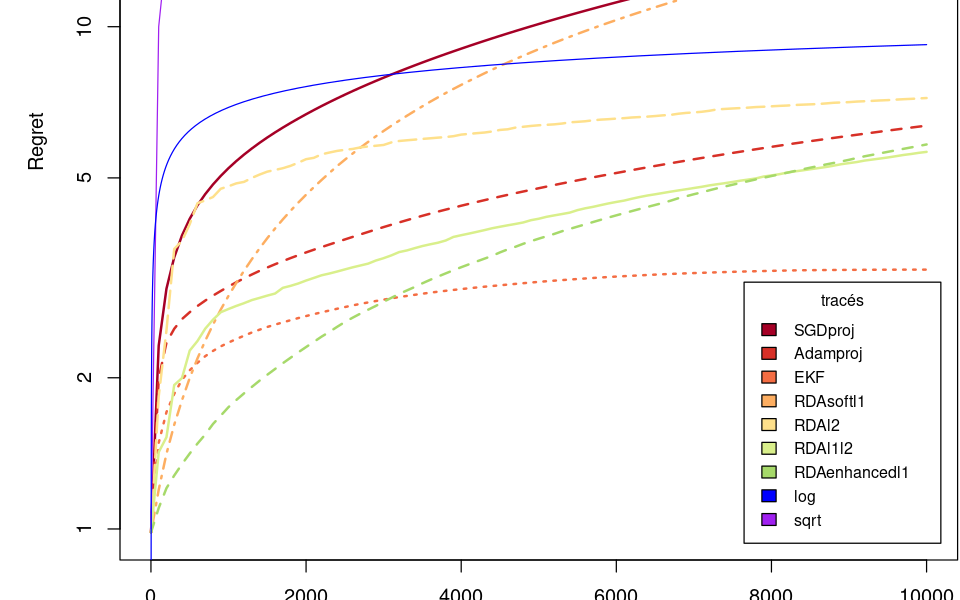 10
Regret
5
2
1
tracés
SGDproj
Adamproj
EKF
RDAsoftl1
RDAl2
RDAl1l2
RDAenhancedl1
log
sqrt
0 2000 4000 6000 8000 10000